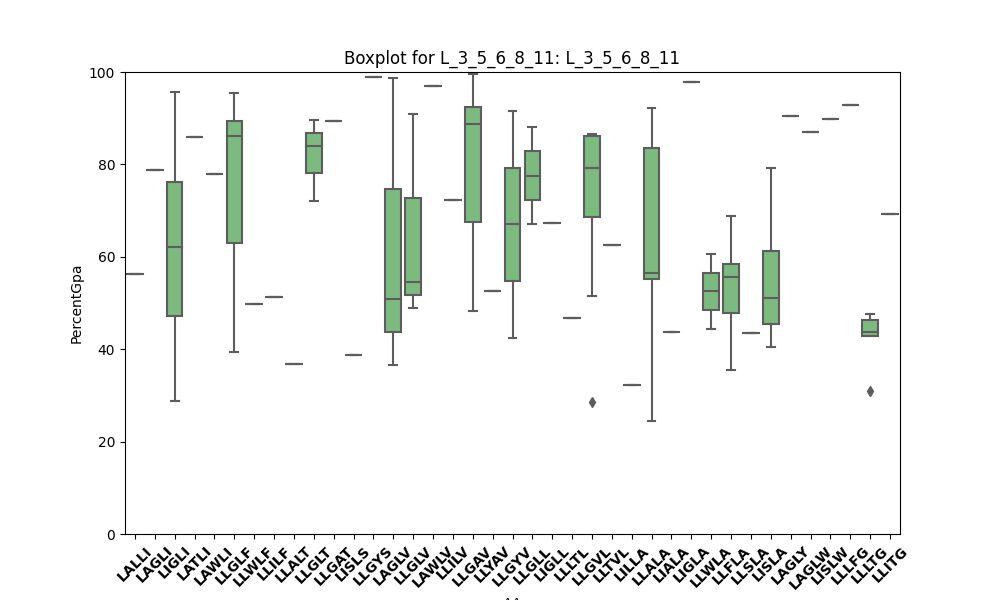 Boxplot for L_3_5_6_8_11: L_3_5_6_8_11
PercentGpa
100
80
60
40
20
0
LALLI
LAGLI
LIGLI
LATLI
LAWLI
LLGLF
LLWLF
LLILF
LLALT
LLGLT
LLGAT
LISLS
LLGYS
LAGLV
LLGLV
LAWLV
LLILV
LLGAV
LLYAV
LLGYV
LLGLL
LIGLL
LLLTL
LLGVL
LLTVL
LILLA
LLALA
LIALA
LIGLA
LLWLA
LLFLA
LLSLA
LISLA
LAGLY
LAGLW
LISLW
LLLFG
LLLTG
LLITG